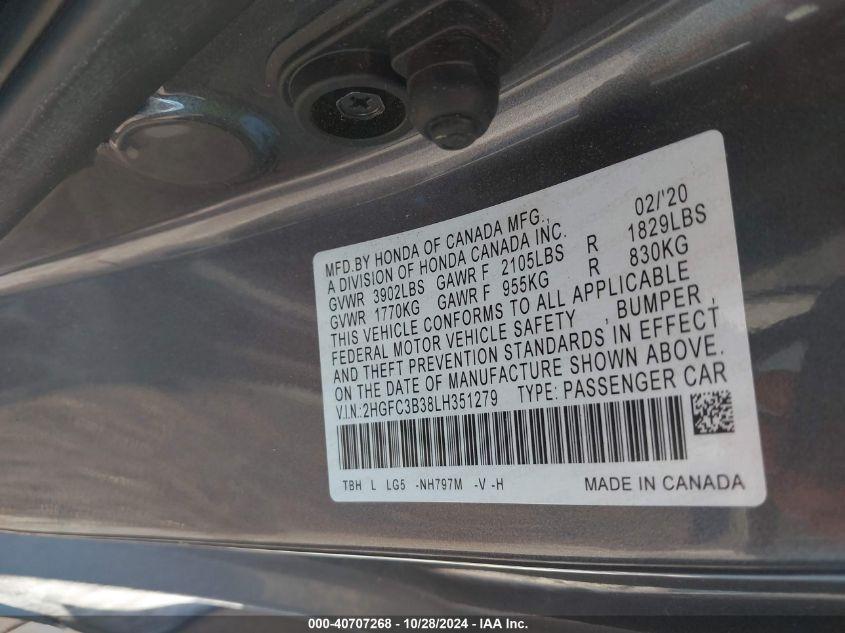 MFD.BY HONDA OF CANADA MFG., 02/'20
A DIVISION OF HONDA CANADA INC.
GVWR 3902LBS GAWR F 2105LBS R 1829LBS
GVWR 1770KG GAWR F 955KG R 830KG
THIS VEHICLE CONFORMS TO ALL APPLICABLE
FEDERAL MOTOR VEHICLE SAFETY , BUMPER ,
AND THEFT PREVENTION STANDARDS IN EFFECT
ON THE DATE OF MANUFACTURE SHOWN ABOVE.
V.I.N:2HGFC3B38LH351279 TYPE: PASSENGER CAR
TBH L LG5 -NH797M -V -H MADE IN CANADA
000-40707268 - 10/28/2024 - IAA Inc.